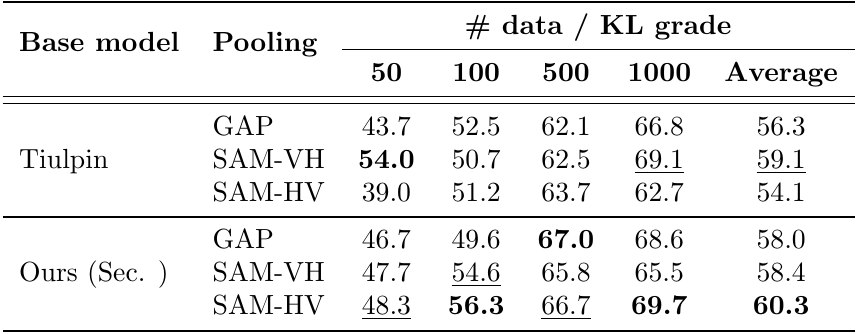 # data / KL grade
Base model Pooling
50 100 500 1000 Average
GAP 43.7 52.5 62.1 66.8 56.3
Tiulpin SAM-VH 54.0 50.7 62.5 69.1 59.1
SAM-HV 39.0 51.2 63.7 62.7 54.1
GAP 46.7 49.6 67.0 68.6 58.0
Ours (Sec. ) SAM-VH 47.7 54.6 65.8 65.5 58.4
SAM-HV 48.3 56.3 66.7 69.7 60.3